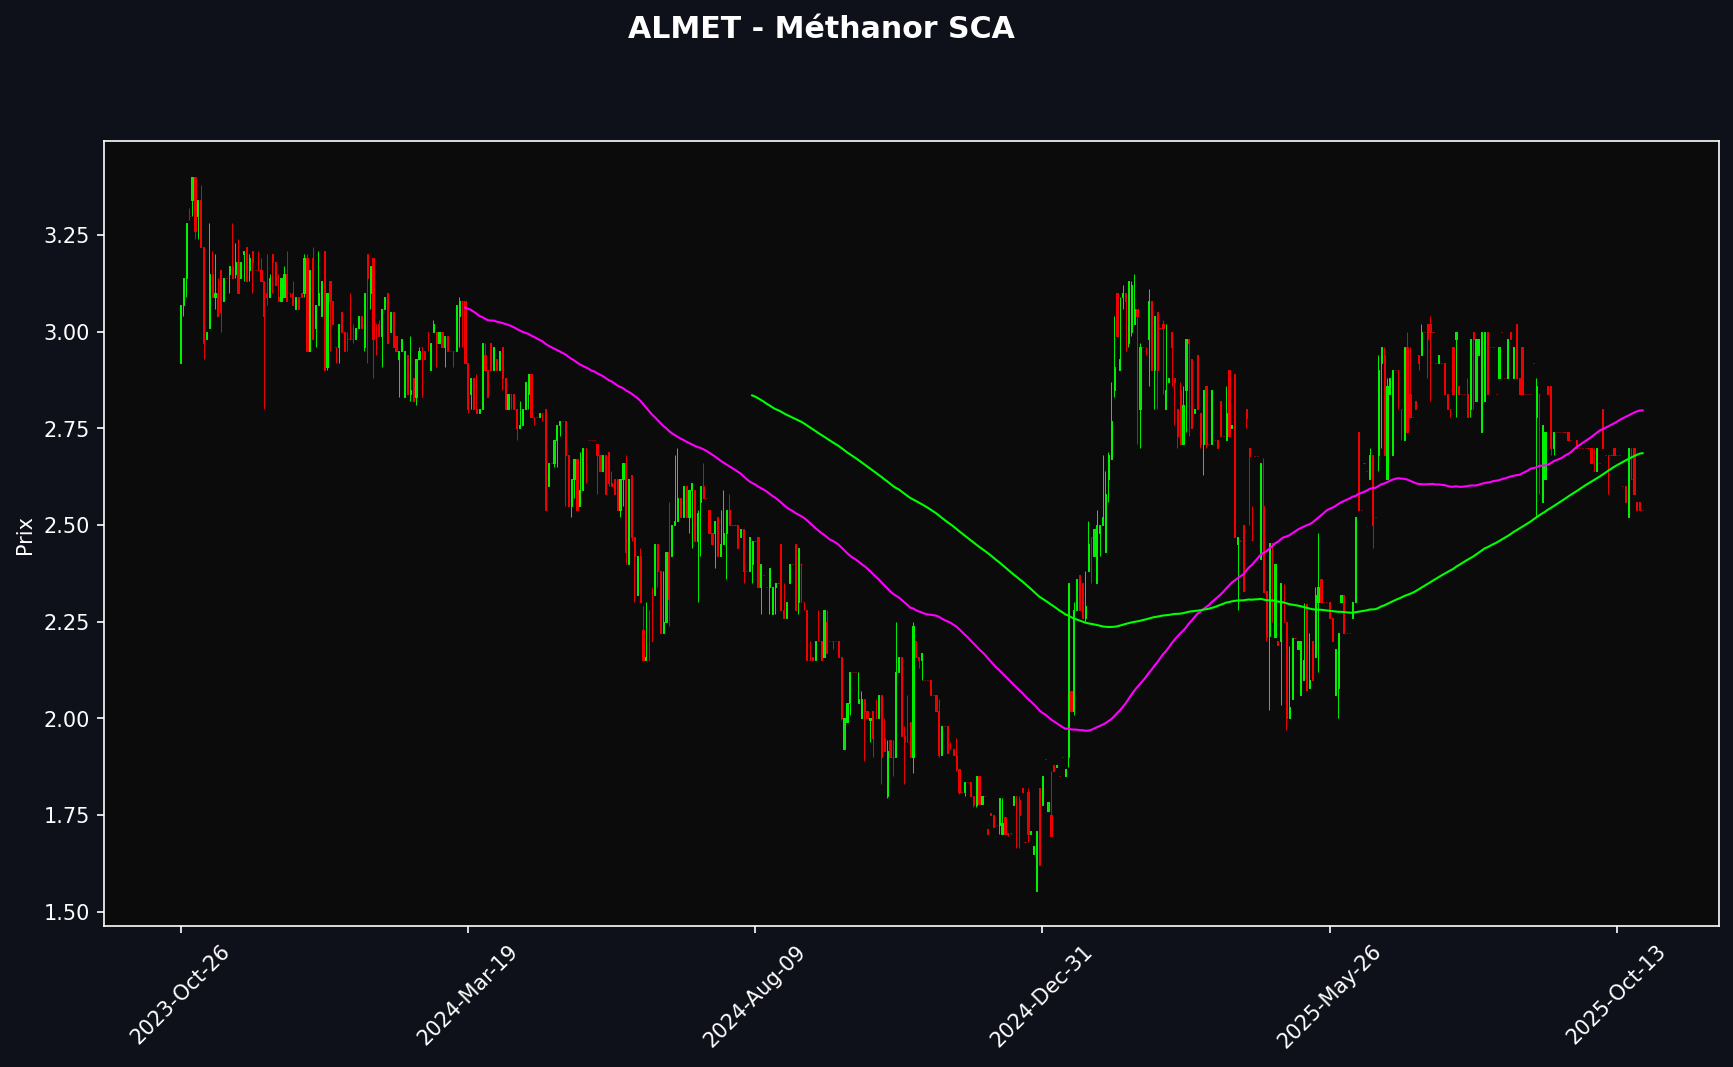 ALMET - Méthanor SCA
Prix
3.25
3.00
2.75
2.50
2.25
2.00
1.75
1.50
2023-Oct-26
2024-Mar-19
2024-Aug-09
2024-Dec-31
2025-May-26
2025-Oct-13